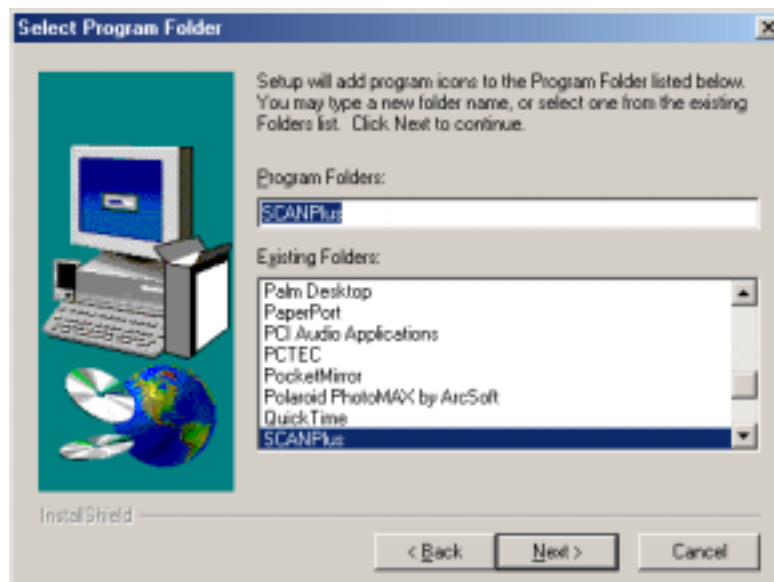 Select Program Folder
Setup will add program icons to the Program Folder listed below.
You may type a new folder name, or select one from the existing
Folders list. Click Next to continue.
Program Folders:
SCANPlus
Existing Folders:
Palm Desktop
PaperPort
PCI Audio Applications
PCTEC
PocketMirror
Polaroid PhotoMAX by ArcSoft
QuickTime
SCANPlus
InstallShield
< Back
Next >
Cancel